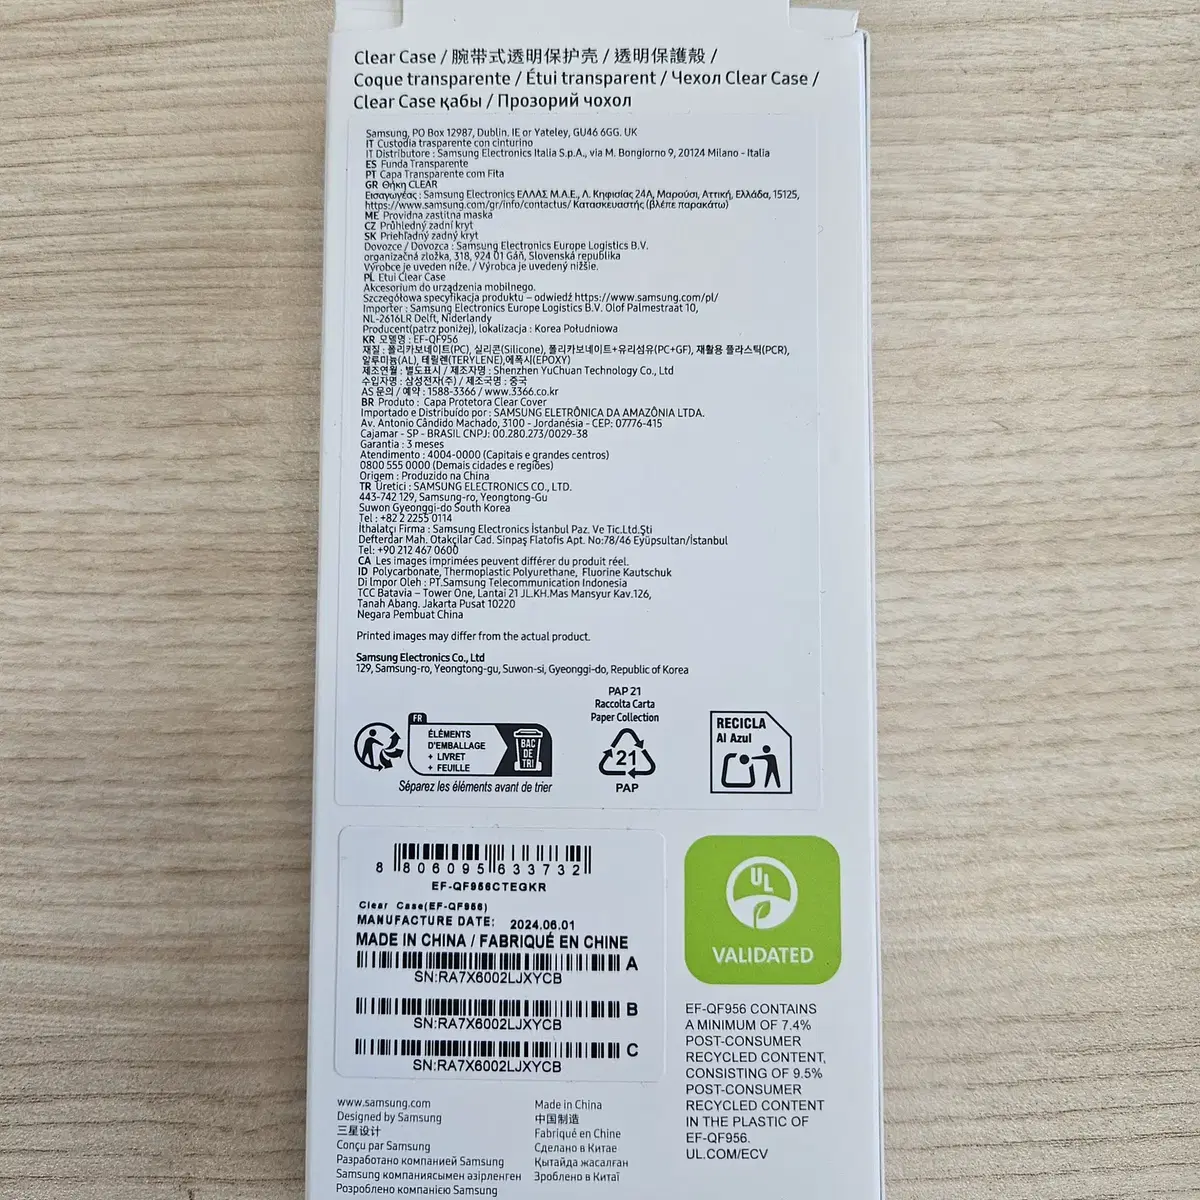 Clear Case / 腕带式透明保护壳 / 透明保護殼 /
Coque transparente / Étui transparent / Чехол Clear Case /
Clear Case қабы / Прозорий чохол
Samsung, PO Box 12987, Dublin. IE or Yateley, GU46 6GG. UK
IT Custodia trasparente con cinturino
IT Distributore : Samsung Electronics Italia S.p.A., via M. Bongiorno 9, 20124 Milano - Italia
ES Funda Transparente
PT Capa Transparente com Fita
GR Θήκη CLEAR
Εισαγωγέας : Samsung Electronics ΕΛΛΑΣ Μ.Α.Ε., Λ. Κηφισίας 24Α, Μαρούσι, Αττική, Ελλάδα, 15125,
https://www.samsung.com/gr/info/contactus/ Κατασκευαστής (βλέπε παρακάτω)
ME Providna zastitna maska
CZ Průhledný zadní kryt
SK Priehľadný zadný kryt
Dovozce / Dovozca : Samsung Electronics Europe Logistics B.V.
organizačná zložka, 318, 924 01 Gáň, Slovenská republika
Výrobce je uveden níže. / Výrobca je uvedený nižšie.
PL Etui Clear Case
Akcesorium do urządzenia mobilnego.
Szczegółowa specyfikacja produktu – odwiedź https://www.samsung.com/pl/
Importer : Samsung Electronics Europe Logistics B.V. Olof Palmestraat 10,
NL-2616LR Delft, Niderlandy
Producent(patrz poniżej), lokalizacja : Korea Południowa
KR 모델명 : EF-QF956
재질 : 폴리카보네이트(PC), 실리콘(Silicone), 폴리카보네이트+유리섬유(PC+GF), 재활용 플라스틱(PCR),
알루미늄(AL), 테릴렌(TERYLENE),에폭시(EPOXY)
제조연월 : 별도표시 / 제조자명 : Shenzhen YuChuan Technology Co., Ltd
수입자명 : 삼성전자(주) / 제조국명 : 중국
AS 문의 / 예약 : 1588-3366 / www.3366.co.kr
BR Produto : Capa Protetora Clear Cover
Importado e Distribuído por : SAMSUNG ELETRÔNICA DA AMAZÔNIA LTDA.
Av. Antonio Cândido Machado, 3100 - Jordanésia - CEP: 07776-415
Cajamar - SP - BRASIL CNPJ: 00.280.273/0029-38
Garantia : 3 meses
Atendimento : 4004-0000 (Capitais e grandes centros)
0800 555 0000 (Demais cidades e regiões)
Origem : Produzido na China
TR Üretici : SAMSUNG ELECTRONICS CO., LTD.
443-742 129, Samsung-ro, Yeongtong-Gu
Suwon Gyeonggi-do South Korea
Tel : +82 2 2255 0114
İthalatçı Firma : Samsung Electronics İstanbul Paz. Ve Tic.Ltd.Şti
Defterdar Mah. Otakçılar Cad. Sinpaş Flatofis Apt. No:78/46 Eyüpsultan/İstanbul
Tel: +90 212 467 0600
CA Les images imprimées peuvent différer du produit réel.
ID Polycarbonate, Thermoplastic Polyurethane, Fluorine Kautschuk
Di Impor Oleh : PT.Samsung Telecommunication Indonesia
TCC Batavia – Tower One, Lantai 21 JL.KH.Mas Mansyur Kav.126,
Tanah Abang. Jakarta Pusat 10220
Negara Pembuat China
Printed images may differ from the actual product.
Samsung Electronics Co., Ltd
129, Samsung-ro, Yeongtong-gu, Suwon-si, Gyeonggi-do, Republic of Korea
FR
ÉLÉMENTS
D'EMBALLAGE
+ LIVRET
+ FEUILLE
BAC
DE
TRI
Séparez les éléments avant de trier
PAP 21
Raccolta Carta
Paper Collection
21
PAP
RECICLA
Al Azul
8 806095 633732
EF-QF956CTEGKR
Clear Case(EF-QF956)
MANUFACTURE DATE: 2024.06.01
MADE IN CHINA / FABRIQUÉ EN CHINE
A
SN:RA7X6002LJXYCB
B
SN:RA7X6002LJXYCB
C
SN:RA7X6002LJXYCB
UL
VALIDATED
EF-QF956 CONTAINS
A MINIMUM OF 7.4%
POST-CONSUMER
RECYCLED CONTENT,
CONSISTING OF 9.5%
POST-CONSUMER
RECYCLED CONTENT
IN THE PLASTIC OF
EF-QF956.
UL.COM/ECV
www.samsung.com
Designed by Samsung
三星设计
Conçu par Samsung
Разработано компанией Samsung
Samsung компаниясымен әзірленген
Розроблено компанією Samsung
Made in China
中国制造
Fabriqué en Chine
Сделано в Китае
Қытайда жасалған
Зроблено в Китаї